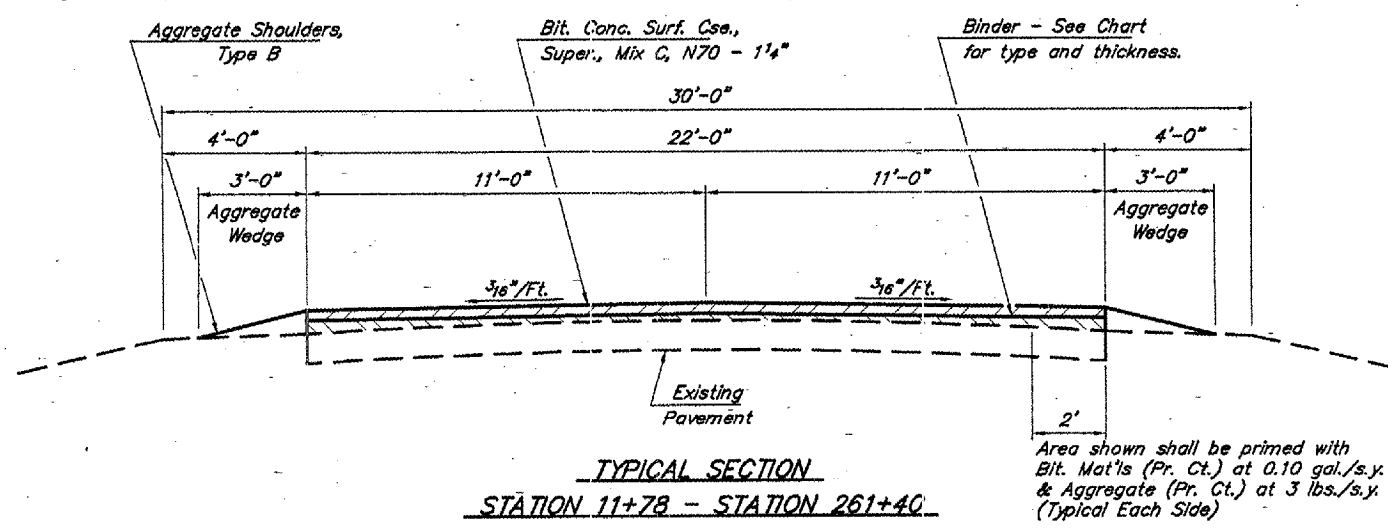 Aggregate Shoulders,
Type B
Bit. Conc. Surf. Cse.,
Super., Mix C, N70 - 1 1/4"
Binder - See Chart
for type and thickness.
30'-0"
4'-0"
22'-0"
4'-0"
3'-0"
11'-0"
11'-0"
3'-0"
Aggregate
Wedge
Aggregate
Wedge
3/16"/Ft.
3/16"/Ft.
Existing
Pavement
2'
Area shown shall be primed with
Bit. Mat'ls (Pr. Ct.) at 0.10 gal./s.y.
& Aggregate (Pr. Ct.) at 3 lbs./s.y.
(Typical Each Side)
TYPICAL SECTION
STATION 11+78 - STATION 261+40